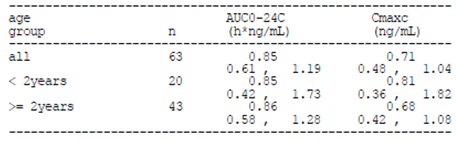 age AUC0-24C Cmaxc
group n (h*ng/mL) (ng/mL)
all 63 0.85 0.71
0.61 , 1.19 0.48 , 1.04
< 2years 20 0.85 0.81
0.42 , 1.73 0.36 , 1.82
>= 2years 43 0.86 0.68
0.58 , 1.28 0.42 , 1.08